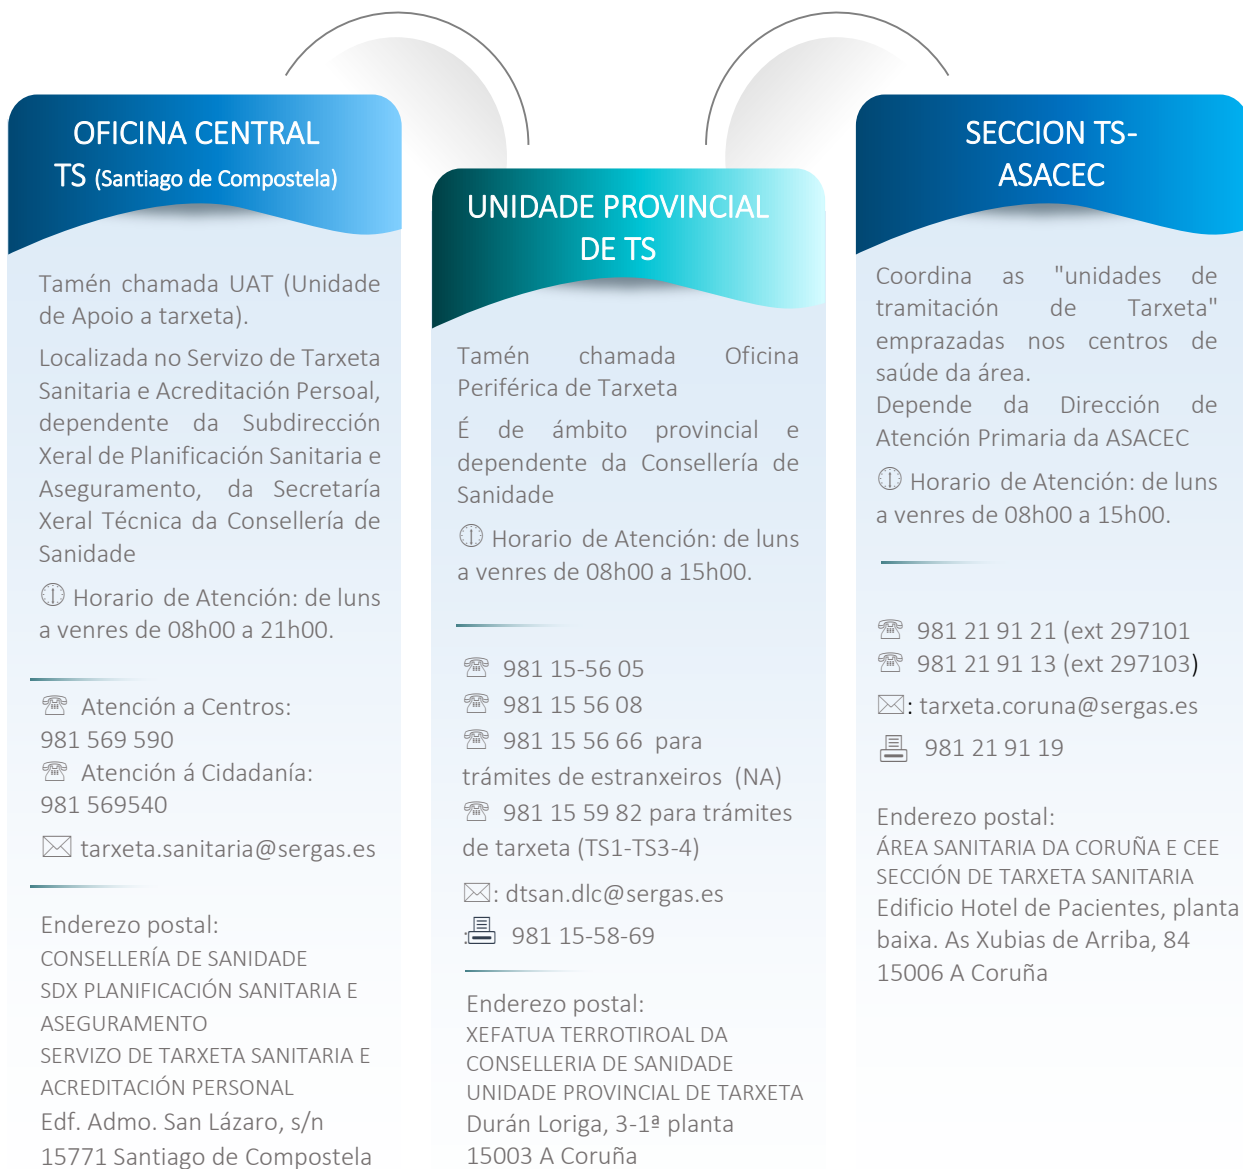 OFICINA CENTRAL
TS (Santiago de Compostela)
Tamén chamada UAT (Unidade
de Apoio a tarxeta).
Localizada no Servizo de Tarxeta
Sanitaria e Acreditación Persoal,
dependente da Subdirección
Xeral de Planificación Sanitaria e
Aseguramento, da Secretaría
Xeral Técnica da Consellería de
Sanidade
Horario de Atención: de luns
a venres de 08h00 a 21h00.
Atención a Centros:
981 569 590
Atención á Cidadanía:
981 569540
tarxeta.sanitaria@sergas.es
Enderezo postal:
CONSELLERÍA DE SANIDADE
SDX PLANIFICACIÓN SANITARIA E
ASEGURAMENTO
SERVIZO DE TARXETA SANITARIA E
ACREDITACIÓN PERSONAL
Edf. Admo. San Lázaro, s/n
15771 Santiago de Compostela
UNIDADE PROVINCIAL
DE TS
Tamén chamada Oficina
Periférica de Tarxeta
É de ámbito provincial e
dependente da Consellería de
Sanidade
Horario de Atención: de luns
a venres de 08h00 a 15h00.
981 15-56 05
981 15 56 08
981 15 56 66 para
trámites de estranxeiros (NA)
981 15 59 82 para trámites
de tarxeta (TS1-TS3-4)
: dtsan.dlc@sergas.es
: 981 15-58-69
Enderezo postal:
XEFATUA TERROTIROAL DA
CONSELLERIA DE SANIDADE
UNIDADE PROVINCIAL DE TARXETA
Durán Loriga, 3-1ª planta
15003 A Coruña
SECCION TS-
ASACEC
Coordina as "unidades de
tramitación de Tarxeta"
emprazadas nos centros de
saúde da área.
Depende da Dirección de
Atención Primaria da ASACEC
Horario de Atención: de luns
a venres de 08h00 a 15h00.
981 21 91 21 (ext 297101
981 21 91 13 (ext 297103)
: tarxeta.coruna@sergas.es
981 21 91 19
Enderezo postal:
ÁREA SANITARIA DA CORUÑA E CEE
SECCIÓN DE TARXETA SANITARIA
Edificio Hotel de Pacientes, planta
baixa. As Xubias de Arriba, 84
15006 A Coruña